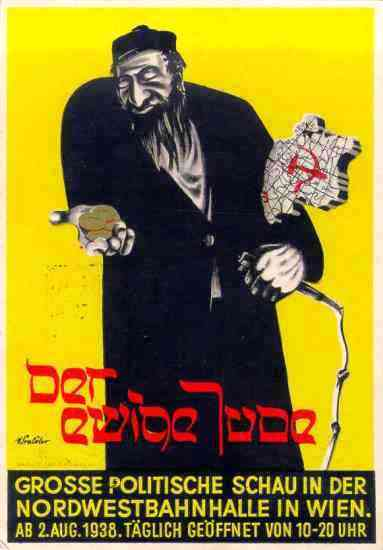 Der
ewige Jude
GROSSE POLITISCHE SCHAU IN DER
NORDWESTBAHNHALLE IN WIEN.
AB 2. AUG. 1938. TÄGLICH GEÖFFNET VON 10-20 UHR